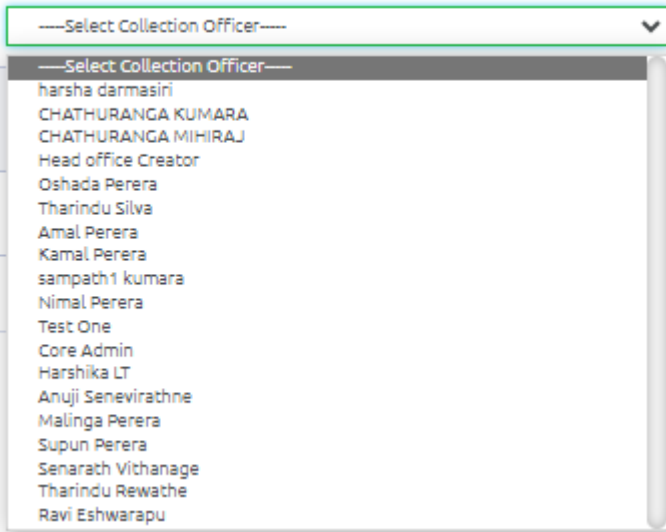 -----Select Collection Officer-----
-----Select Collection Officer-----
harsha darmasiri
CHATHURANGA KUMARA
CHATHURANGA MIHIRAJ
Head office Creator
Oshada Perera
Tharindu Silva
Amal Perera
Kamal Perera
sampath1 kumara
Nimal Perera
Test One
Core Admin
Harshika LT
Anuji Senevirathne
Malinga Perera
Supun Perera
Senarath Vithanage
Tharindu Rewathe
Ravi Eshwarapu